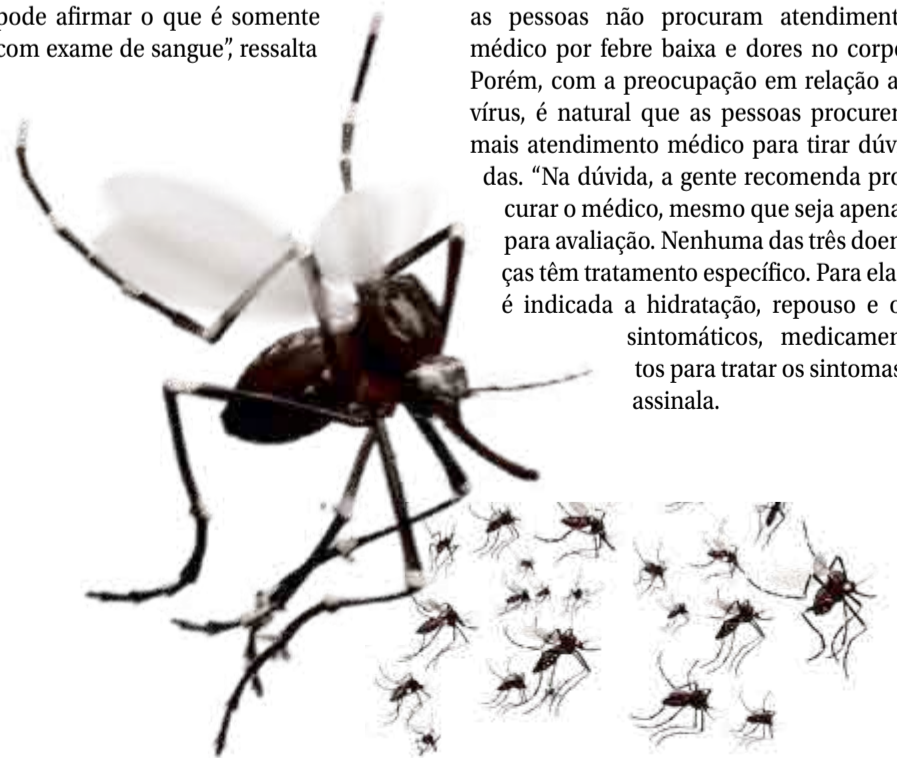 pode afirmar o que é somente
com exame de sangue”, ressalta
as pessoas não procuram atendiment
médico por febre baixa e dores no corp
Porém, com a preocupação em relação a
vírus, é natural que as pessoas procure
mais atendimento médico para tirar dúv
das. “Na dúvida, a gente recomenda pro
curar o médico, mesmo que seja apena
para avaliação. Nenhuma das três doen
ças têm tratamento específico. Para ela
é indicada a hidratação, repouso e o
sintomáticos, medicamen
tos para tratar os sintomas
assinala.